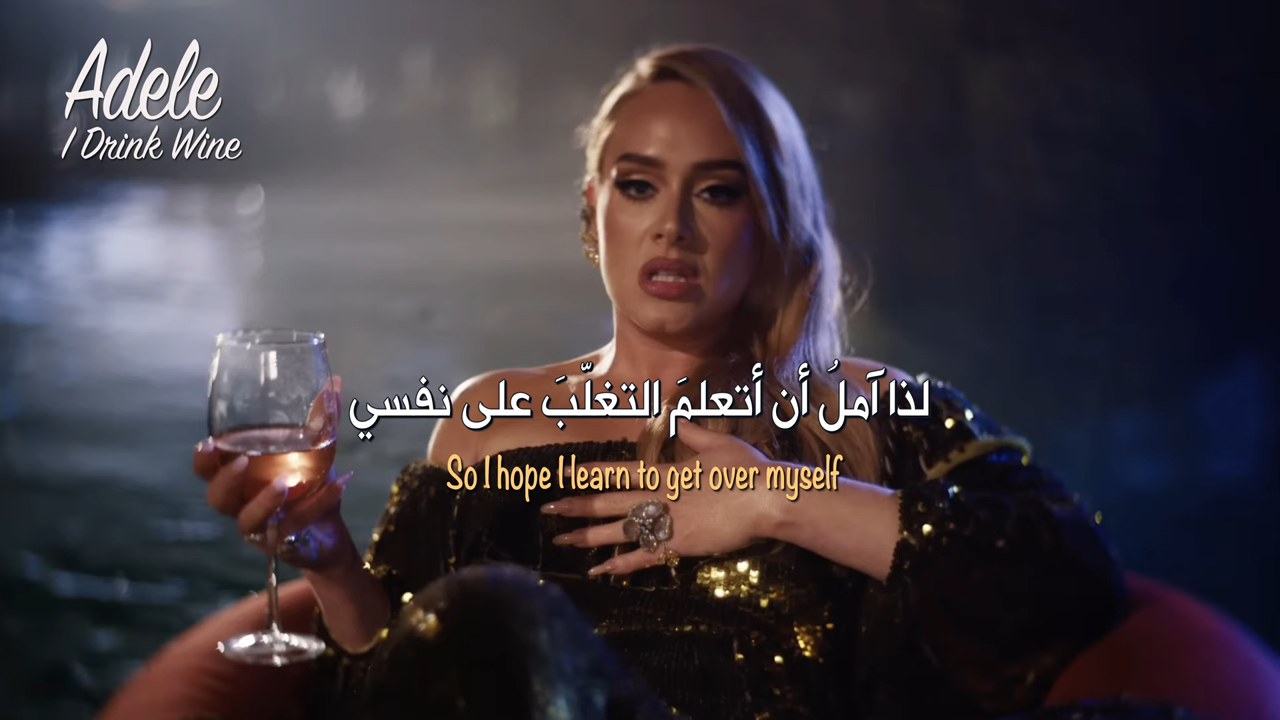 Adele
I Drink Wine
لذا آملُ أن أتعلمَ التغلّبَ على نفسي
So I hope I learn to get over myself